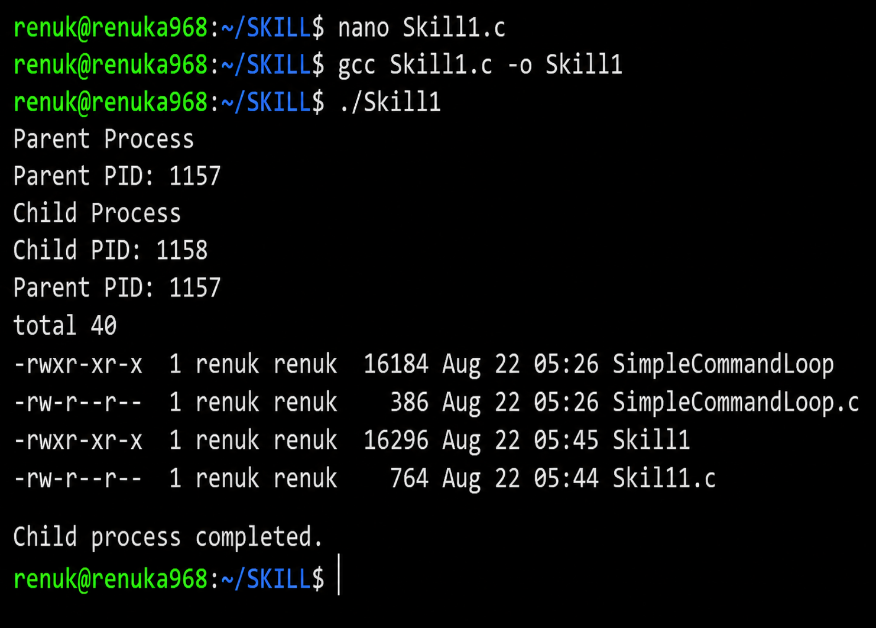 renuk@renuka968:~/SKILL$ nano Skill1.c
renuk@renuka968:~/SKILL$ gcc Skill1.c -o Skill1
renuk@renuka968:~/SKILL$ ./Skill1
Parent Process
Parent PID: 1157
Child Process
Child PID: 1158
Parent PID: 1157
total 40
-rwxr-xr-x 1 renuk renuk 16184 Aug 22 05:26 SimpleCommandLoop
-rw-r--r-- 1 renuk renuk 386 Aug 22 05:26 SimpleCommandLoop.c
-rwxr-xr-x 1 renuk renuk 16296 Aug 22 05:45 Skill1
-rw-r--r-- 1 renuk renuk 764 Aug 22 05:44 Skill1.c
Child process completed.
renuk@renuka968:~/SKILL$